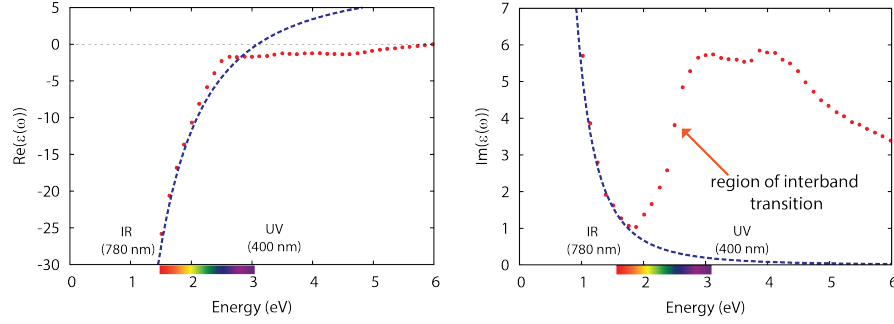 5
0
-5
-10
-15
-20
-25
-30
Re(ε(ω))
IR
(780 nm)
UV
(400 nm)
0 1 2 3 4 5 6
Energy (eV)
7
6
5
4
3
2
1
0
Im(ε(ω))
region of interband
transition
IR
(780 nm)
UV
(400 nm)
0 1 2 3 4 5 6
Energy (eV)